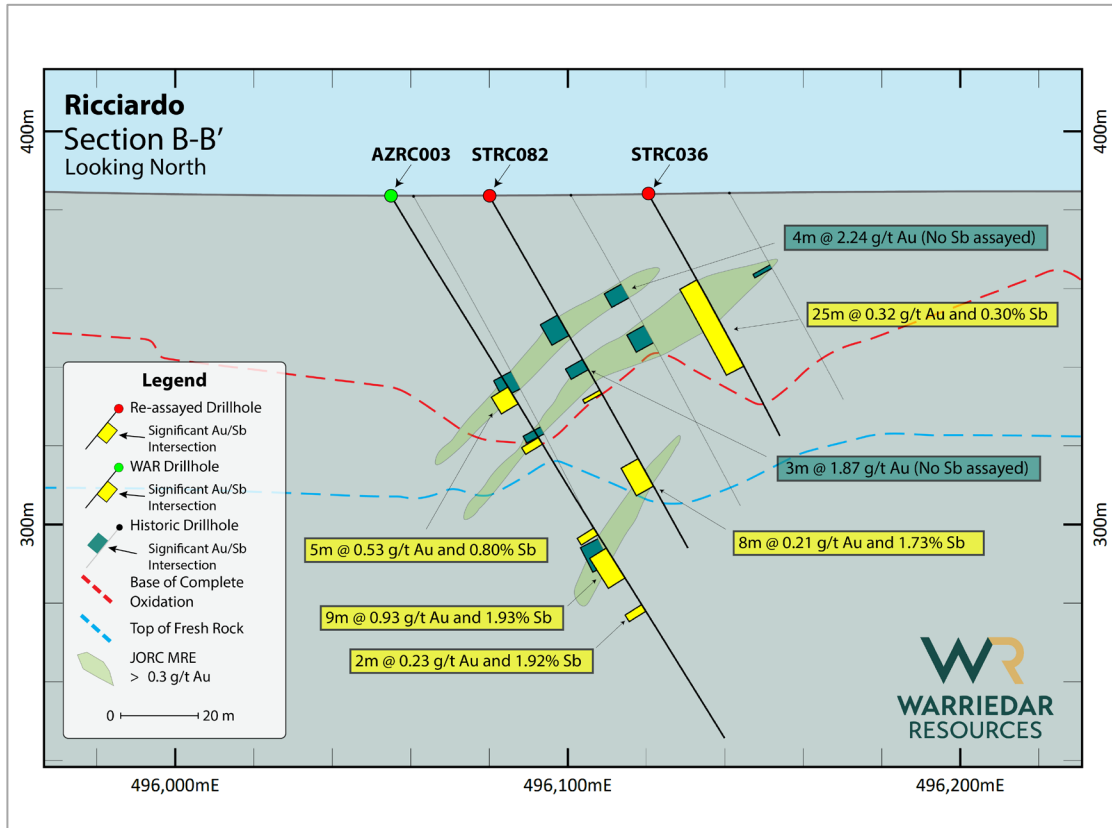 Ricciardo
Section B-B'
Looking North
400m
400m
AZRC003
STRC082
STRC036
4m @ 2.24 g/t Au (No Sb assayed)
25m @ 0.32 g/t Au and 0.30% Sb
3m @ 1.87 g/t Au (No Sb assayed)
8m @ 0.21 g/t Au and 1.73% Sb
5m @ 0.53 g/t Au and 0.80% Sb
9m @ 0.93 g/t Au and 1.93% Sb
2m @ 0.23 g/t Au and 1.92% Sb
300m
300m
Legend
Re-assayed Drillhole
Significant Au/Sb
Intersection
WAR Drillhole
Significant Au/Sb
Intersection
Historic Drillhole
Significant Au/Sb
Intersection
Base of Complete
Oxidation
Top of Fresh Rock
JORC MRE
> 0.3 g/t Au
0 20 m
WR
WARRIEDAR
RESOURCES
496,000mE
496,100mE
496,200mE